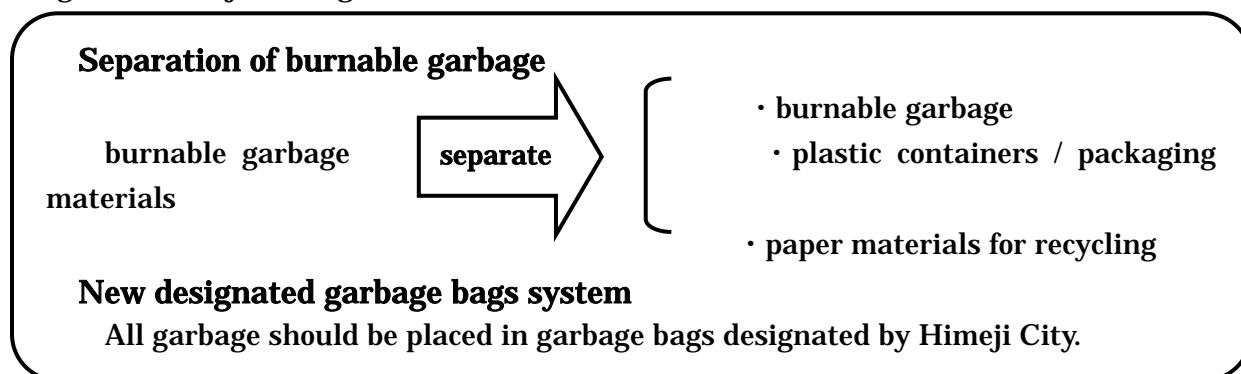 Separation of burnable garbage
・burnable garbage
burnable garbage
separate
・plastic containers / packaging
materials
・paper materials for recycling
New designated garbage bags system
All garbage should be placed in garbage bags designated by Himeji City.